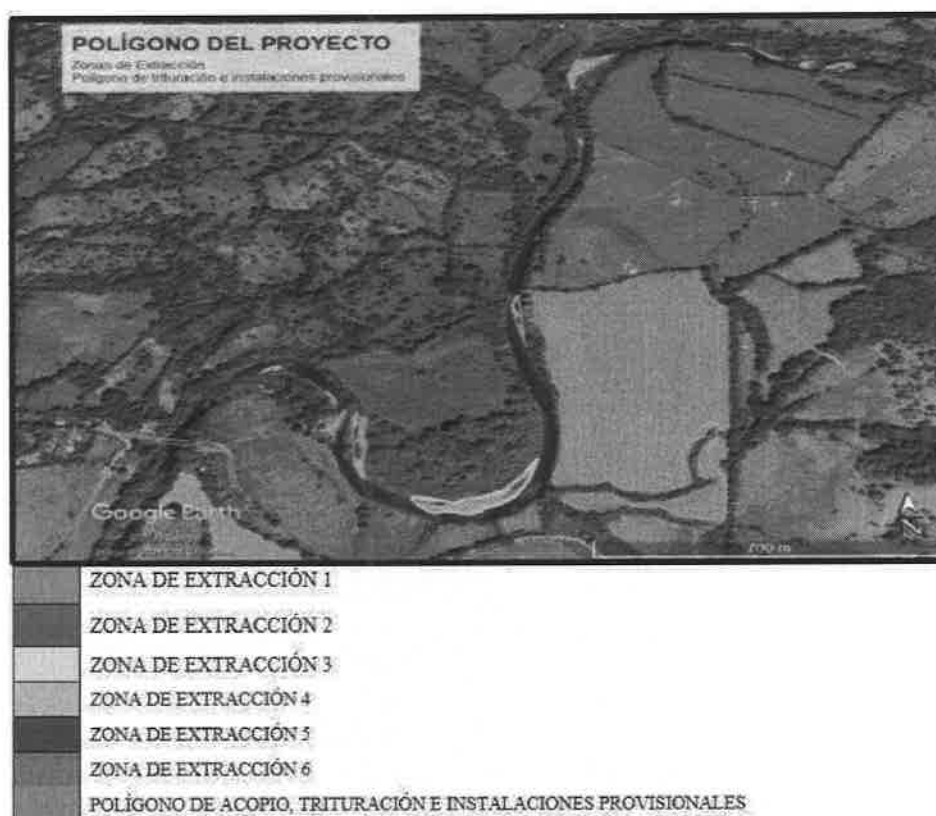 POLÍGONO DEL PROYECTO
Zonas de Extracción
Polígono de trituración e instalaciones provisionales
Google Earth
700 m
N
ZONA DE EXTRACCIÓN 1
ZONA DE EXTRACCIÓN 2
ZONA DE EXTRACCIÓN 3
ZONA DE EXTRACCIÓN 4
ZONA DE EXTRACCIÓN 5
ZONA DE EXTRACCIÓN 6
POLÍGONO DE ACOPIO, TRITURACIÓN E INSTALACIONES PROVISIONALES